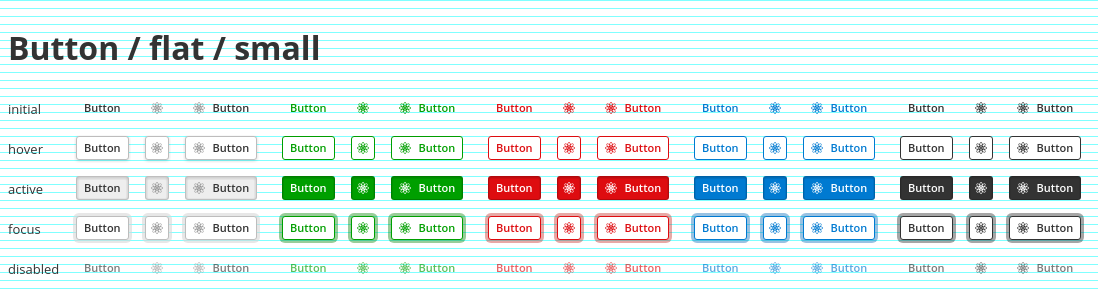 Button / flat / small
initial Button Button Button Button Button Button Button Button Button Button
hover Button Button Button Button Button Button Button Button Button Button
active Button Button Button Button Button Button Button Button Button Button
focus Button Button Button Button Button Button Button Button Button Button
disabled Button Button Button Button Button Button Button Button Button Button